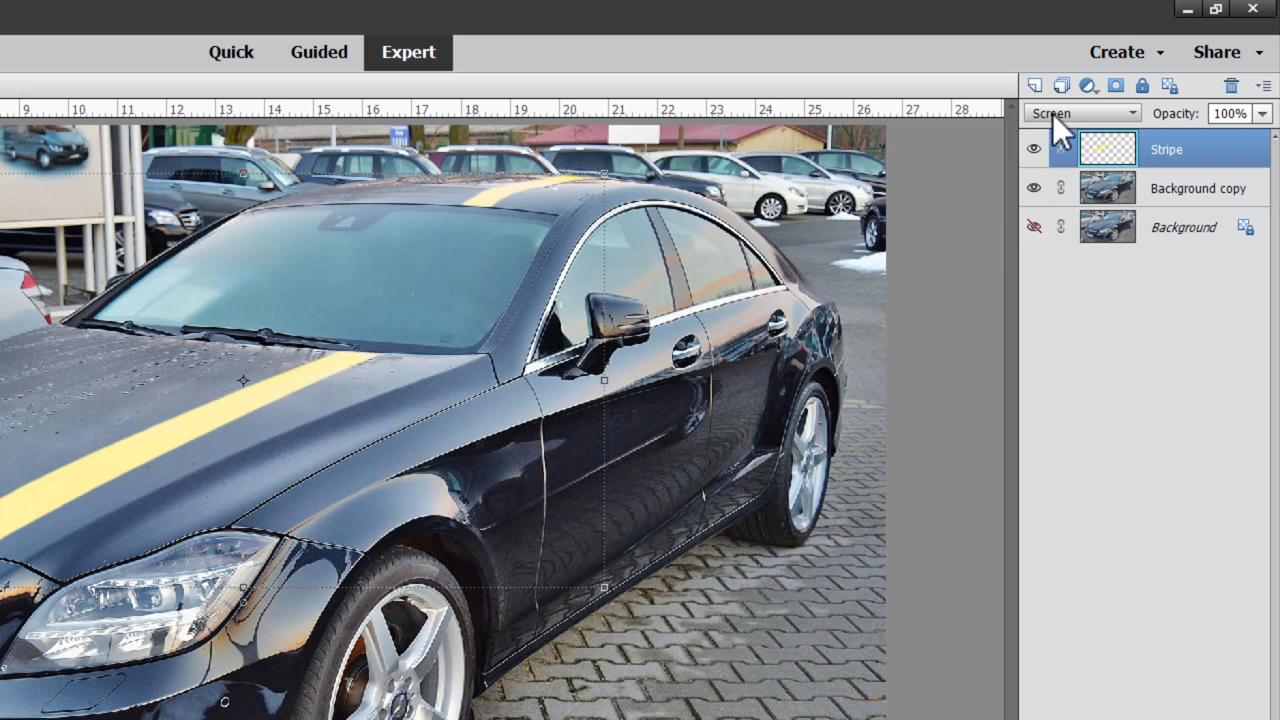 Quick Guided Expert Create Share
9 10 11 12 13 14 15 16 17 18 19 20 21 22 23 24 25 26 27 28
Screen Opacity: 100%
Stripe
Background copy
Background